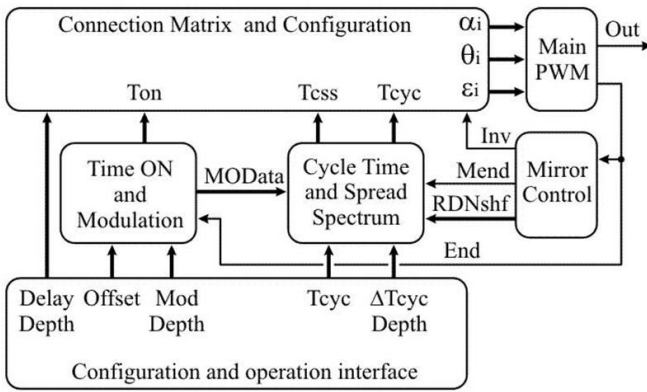 Connection Matrix and Configuration
αi
θi
εi
Ton
Tcss
Tcyc
Main
PWM
Out
Inv
Mend
RDNshf
End
Mirror
Control
Time ON
and
Modulation
MOData
Cycle Time
and Spread
Spectrum
Delay
Depth
Offset
Mod
Depth
Tcyc
ΔTcyc
Depth
Configuration and operation interface